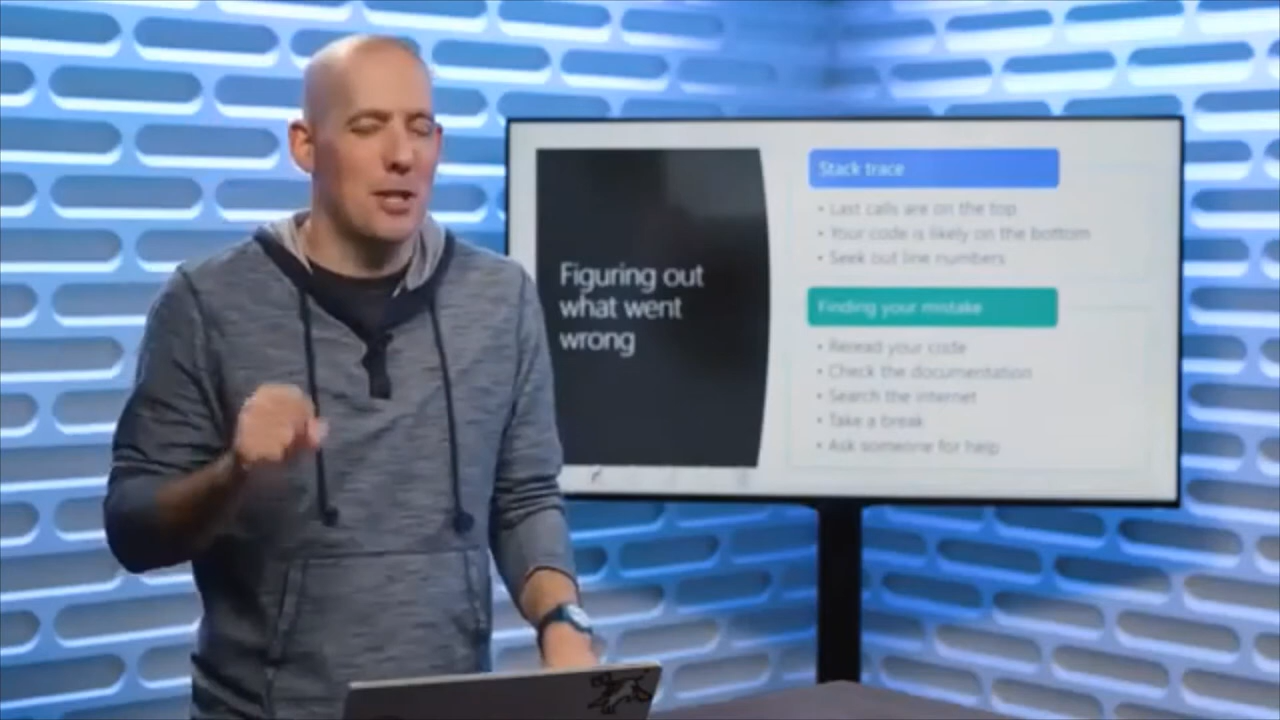 Figuring out
what went
wrong
Stack trace
• Last calls are on the top
• Your code is likely on the bottom
• Seek out line numbers
Finding your mistake
• Reread your code
• Check the documentation
• Search the internet
• Take a break
• Ask someone for help